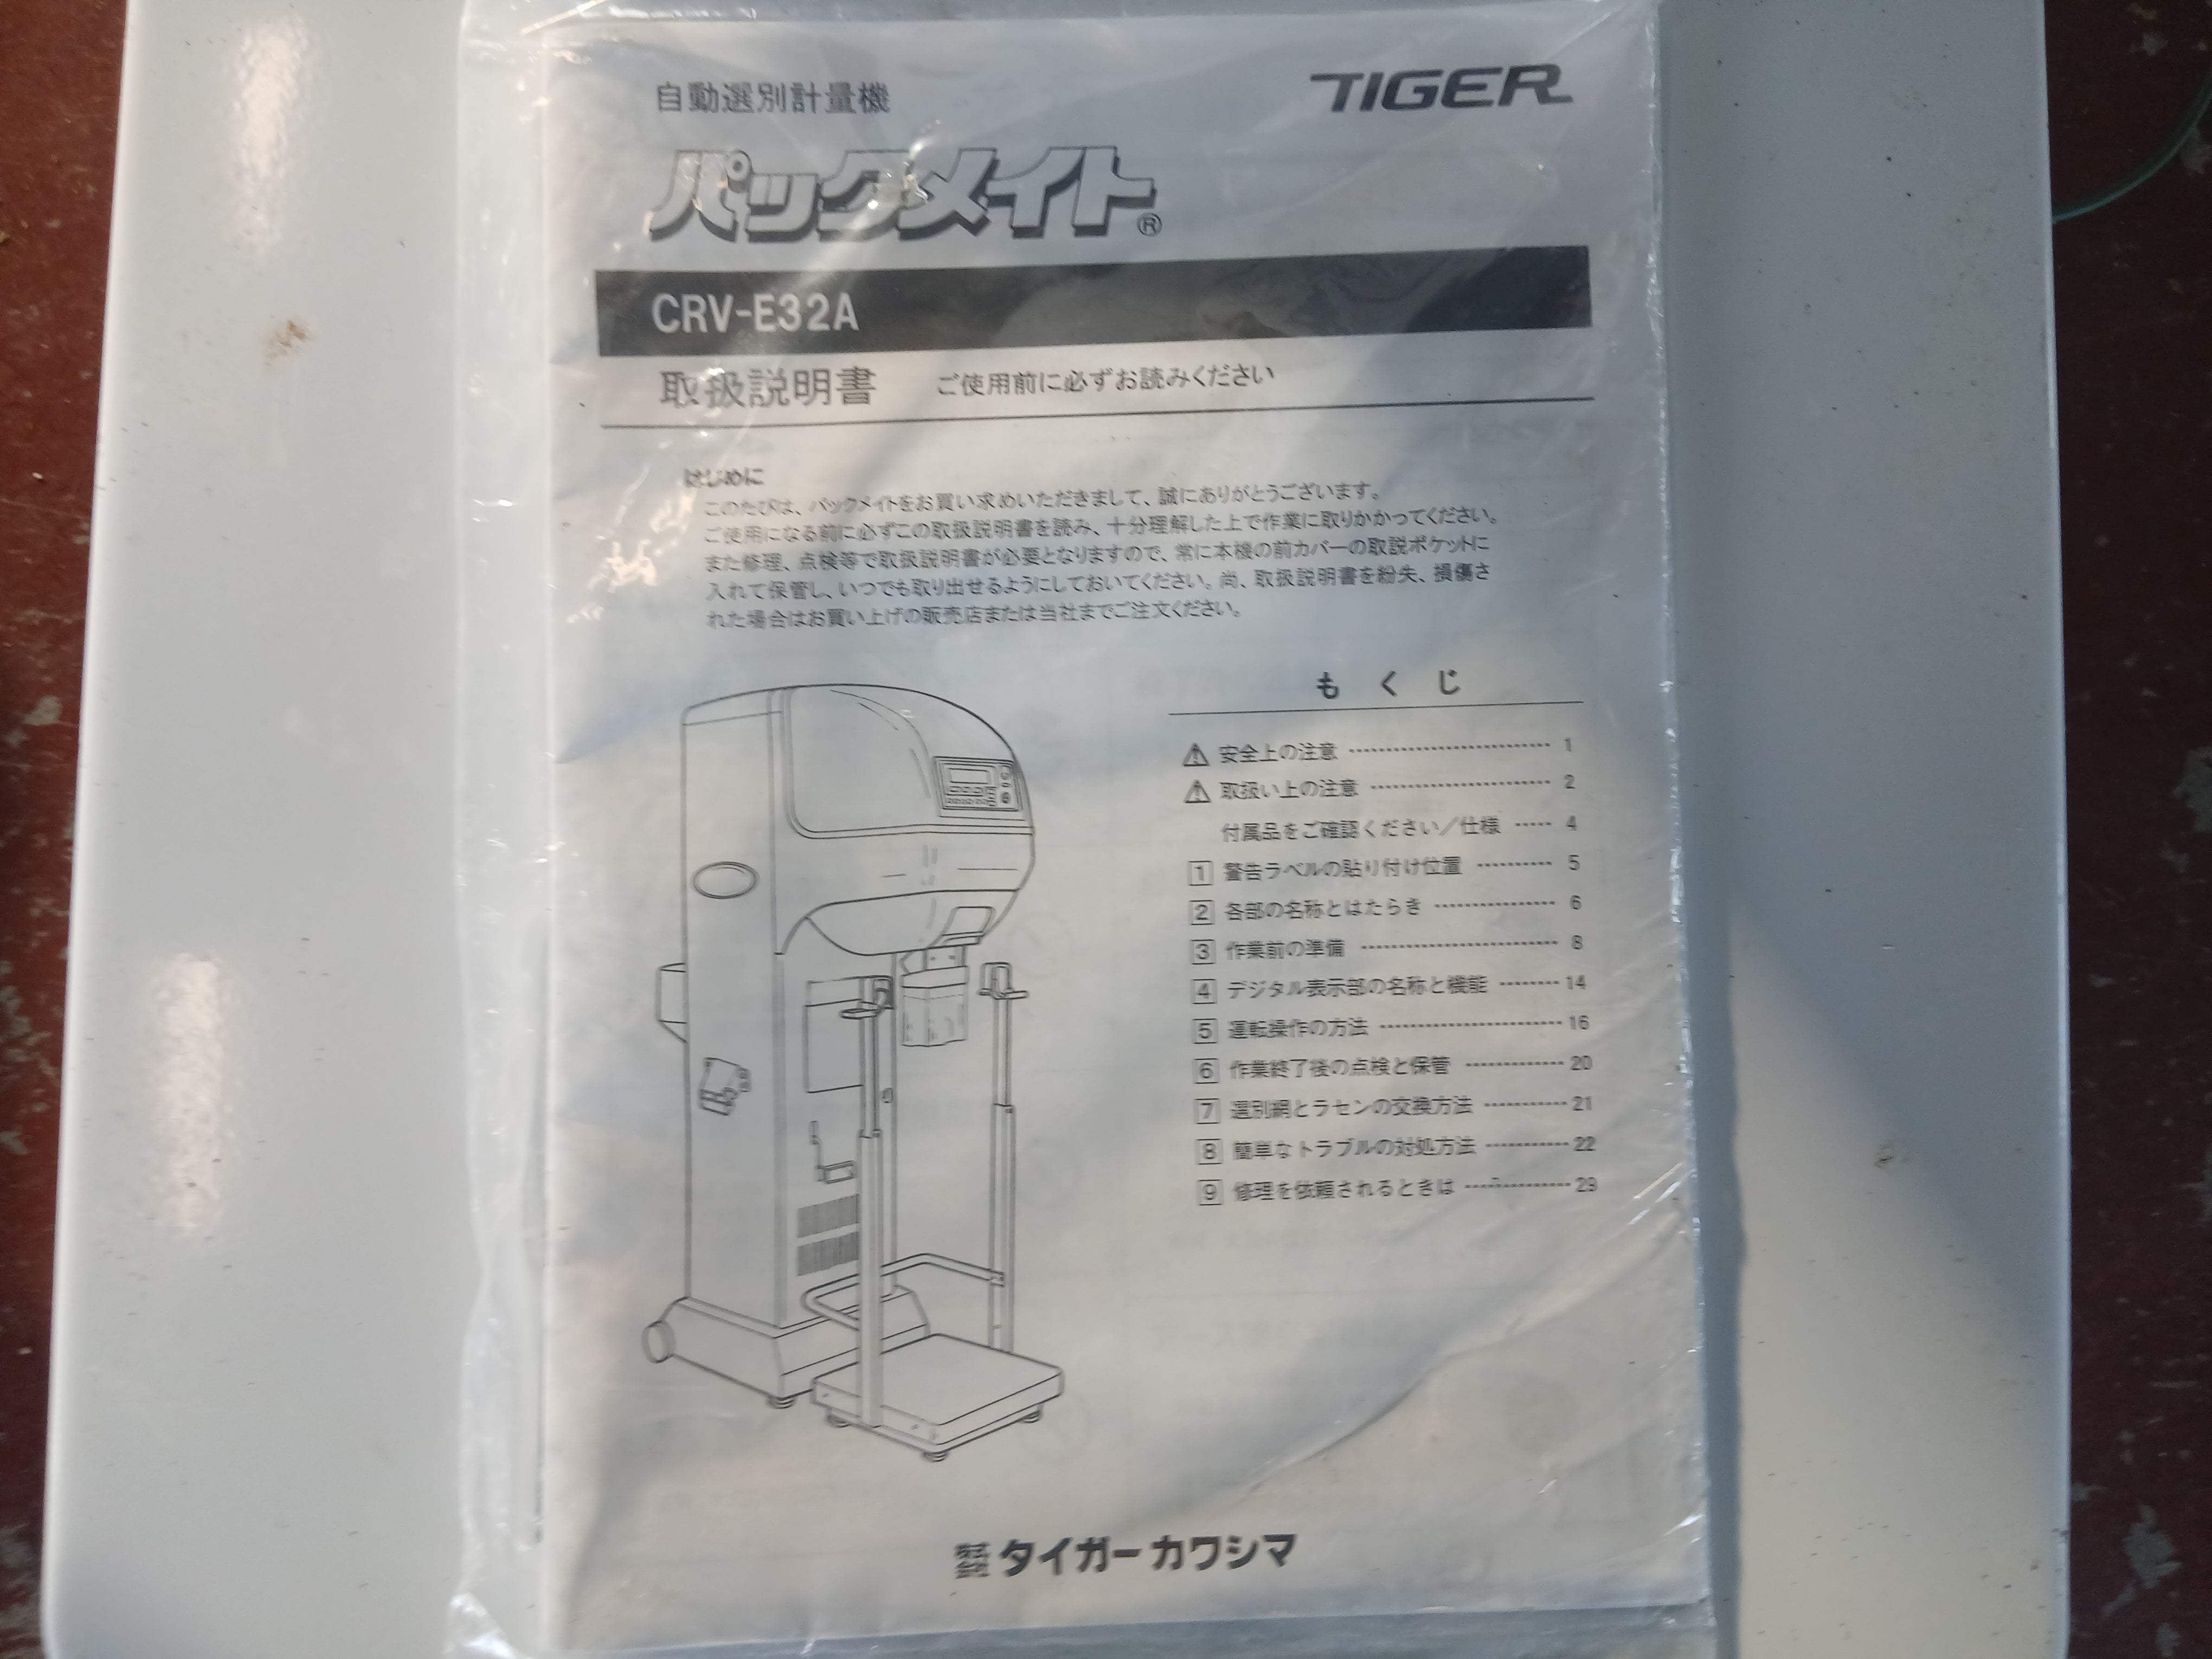 自動選別計量機
TIGER
パックメイト®
CRV-E32A
取扱説明書 ご使用前に必ずお読みください
はじめに
このたびは、パックメイトをお買い求めいただきまして、誠にありがとうございます。
ご使用になる前に必ずこの取扱説明書を読み、十分理解した上で作業に取りかかってください。
また修理、点検等で取扱説明書が必要となりますので、常に本機の前カバーの取説ポケットに
入れて保管し、いつでも取り出せるようにしておいてください。尚、取扱説明書を紛失、損傷さ
れた場合はお買い上げの販売店または当社までご注文ください。
もくじ
⚠ 安全上の注意 ………………………… 1
⚠ 取扱い上の注意 ……………………… 2
付属品をご確認ください／仕様 …… 4
1 警告ラベルの貼り付け位置 ………… 5
2 各部の名称とはたらき ……………… 6
3 作業前の準備 ………………………… 8
4 デジタル表示部の名称と機能 ……… 14
5 運転操作の方法 ……………………… 16
6 作業終了後の点検と保管 …………… 20
7 選別網とラセンの交換方法 ………… 21
8 簡単なトラブルの対処方法 ………… 22
9 修理を依頼されるときは …………… 29
株式会社タイガーカワシマ